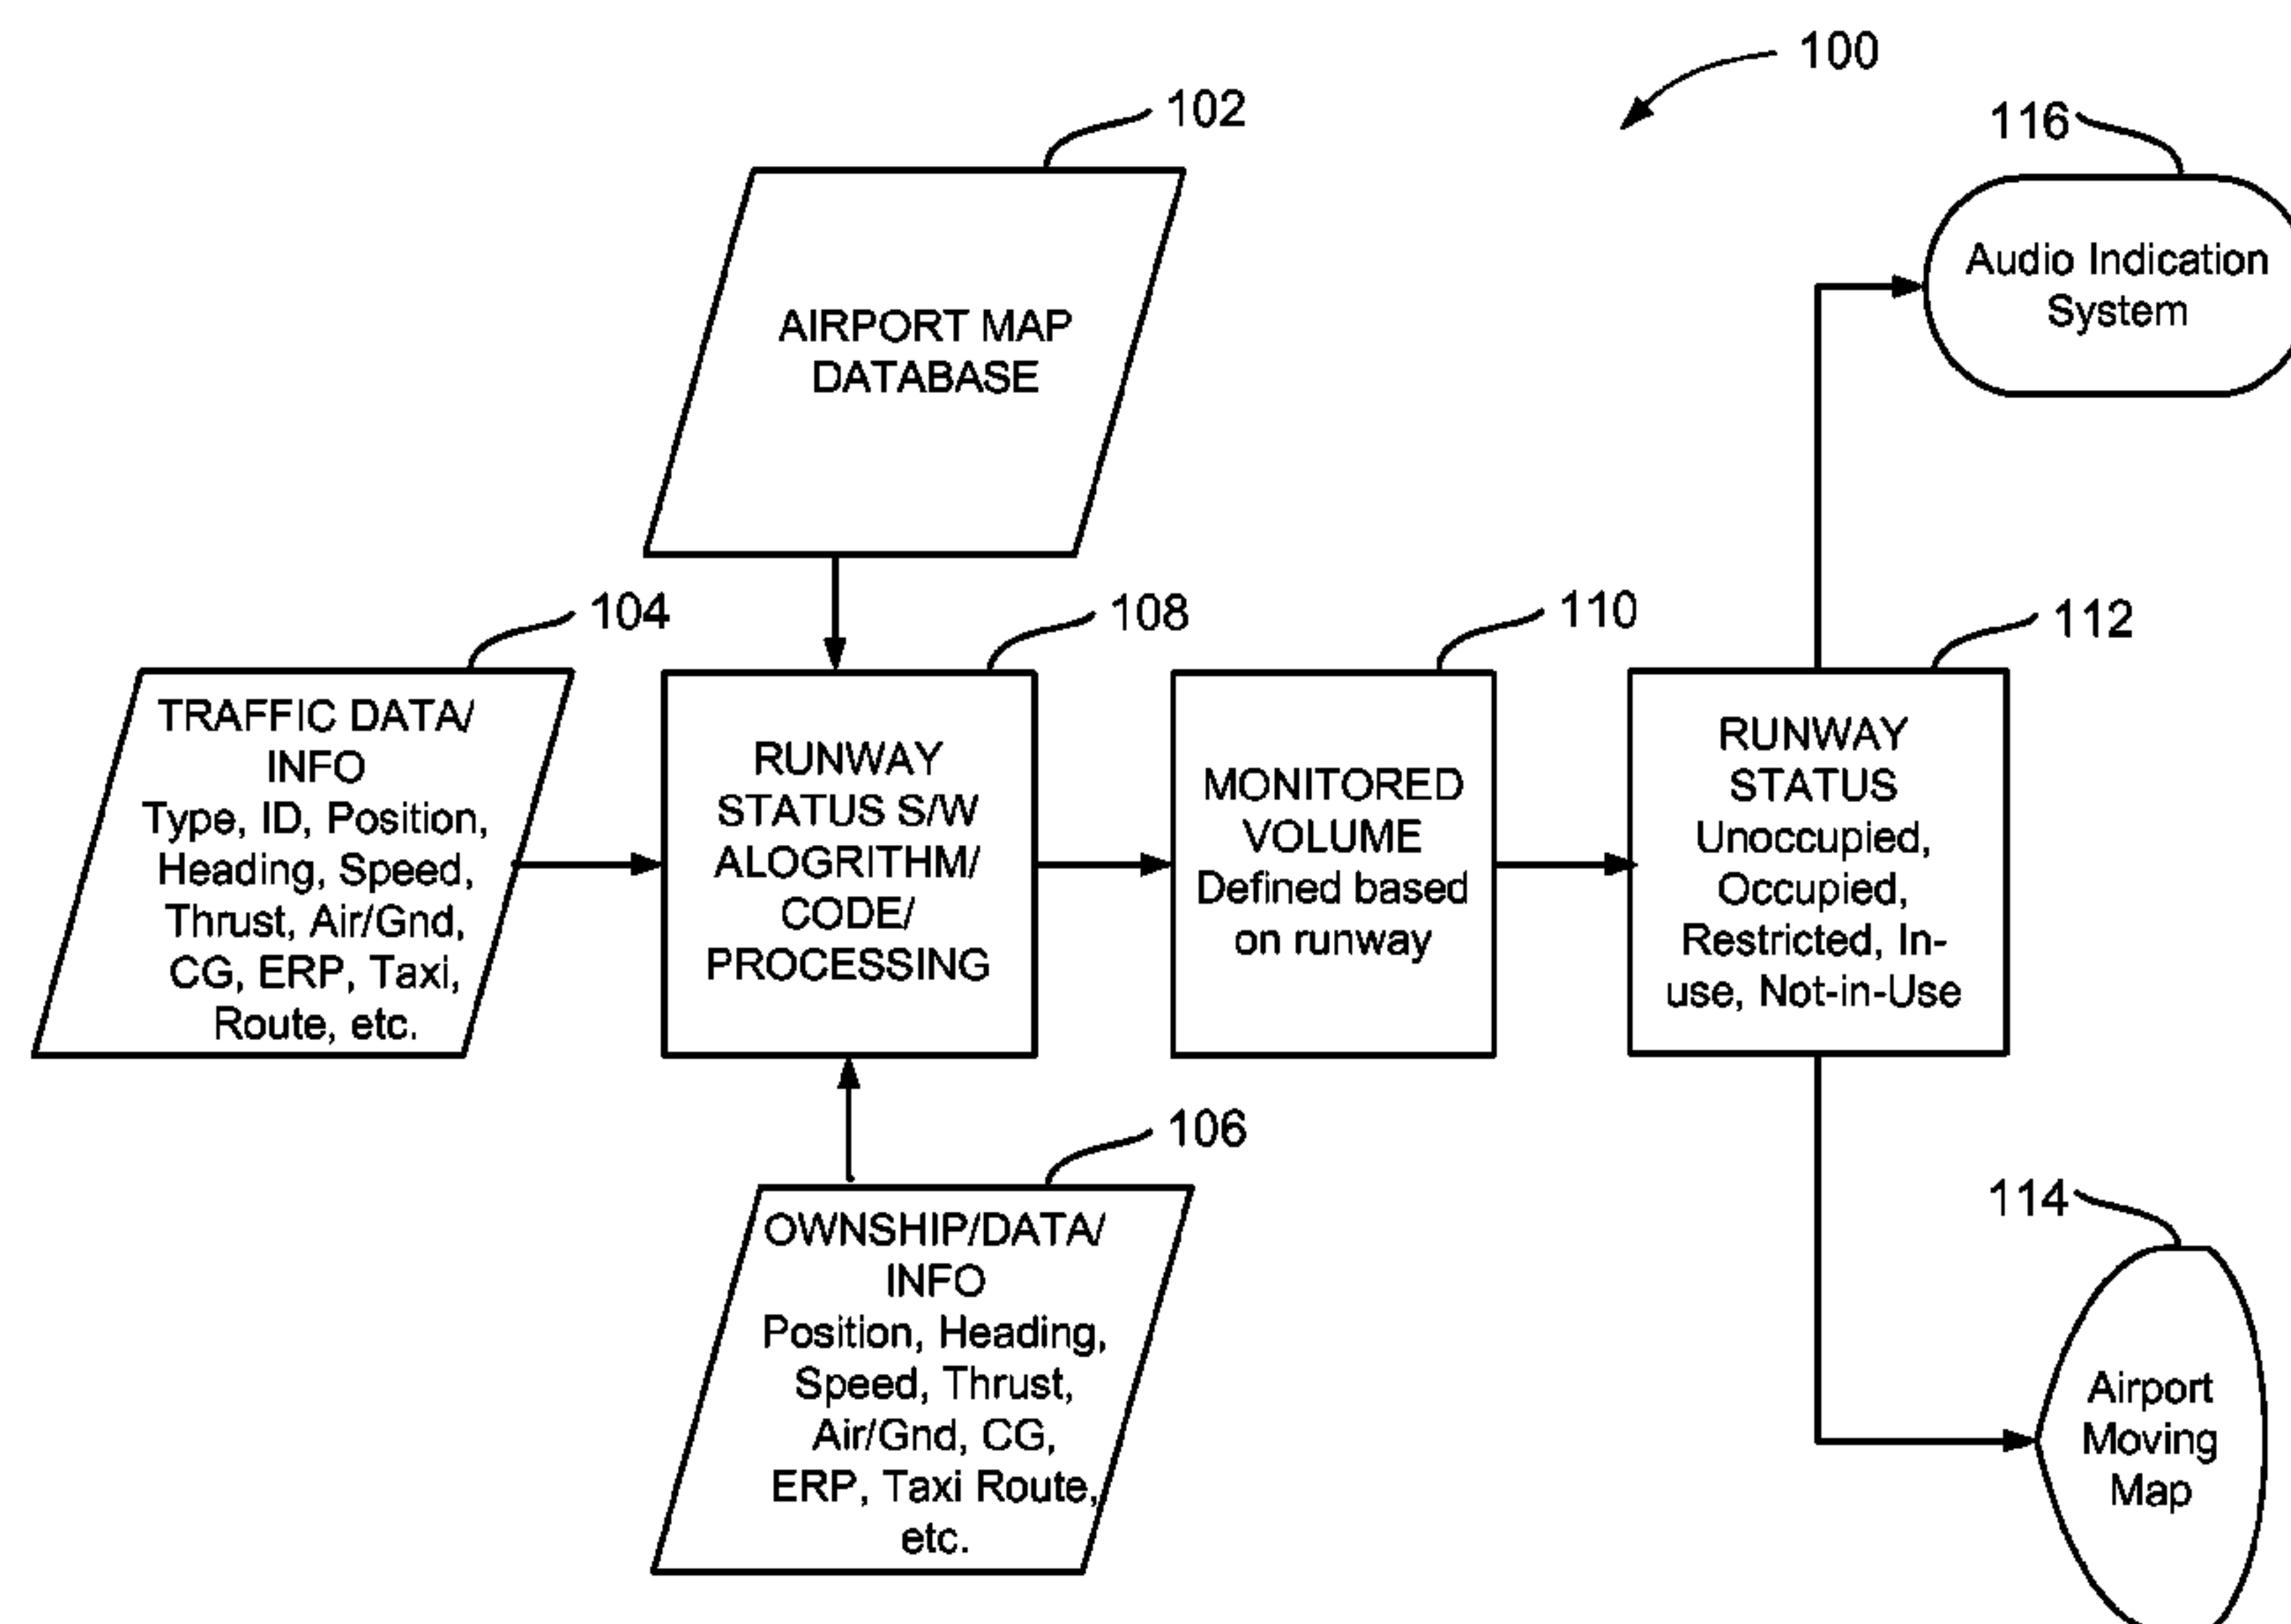 100
102
116
AIRPORT MAP
DATABASE
Audio Indication
System
104
108
110
112
TRAFFIC DATA/
INFO
Type, ID, Position,
Heading, Speed,
Thrust, Air/Gnd,
CG, ERP, Taxi,
Route, etc.
RUNWAY
STATUS S/W
ALOGRITHM/
CODE/
PROCESSING
MONITORED
VOLUME
Defined based
on runway
RUNWAY
STATUS
Unoccupied,
Occupied,
Restricted, In-
use, Not-in-Use
106
OWNSHIP/DATA/
INFO
Position, Heading,
Speed, Thrust,
Air/Gnd, CG,
ERP, Taxi Route,
etc.
114
Airport
Moving
Map